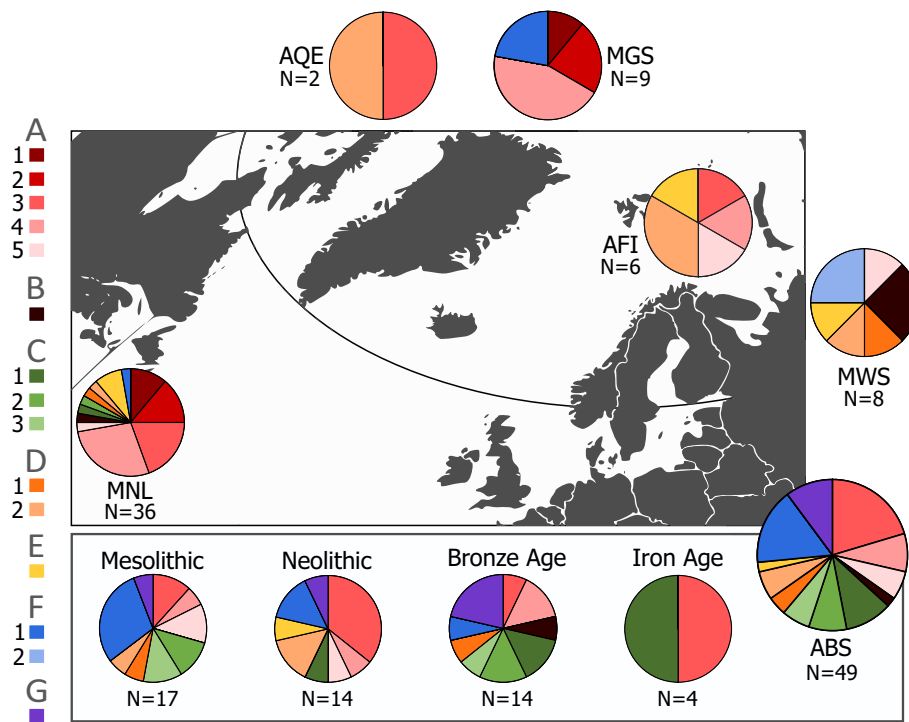 AQE
N=2
MGS
N=9
A
1
2
3
4
5
B
C
1
2
3
D
1
2
E
F
1
2
G
AFI
N=6
MWS
N=8
MNL
N=36
ABS
N=49
Mesolithic
N=17
Neolithic
N=14
Bronze Age
N=14
Iron Age
N=4